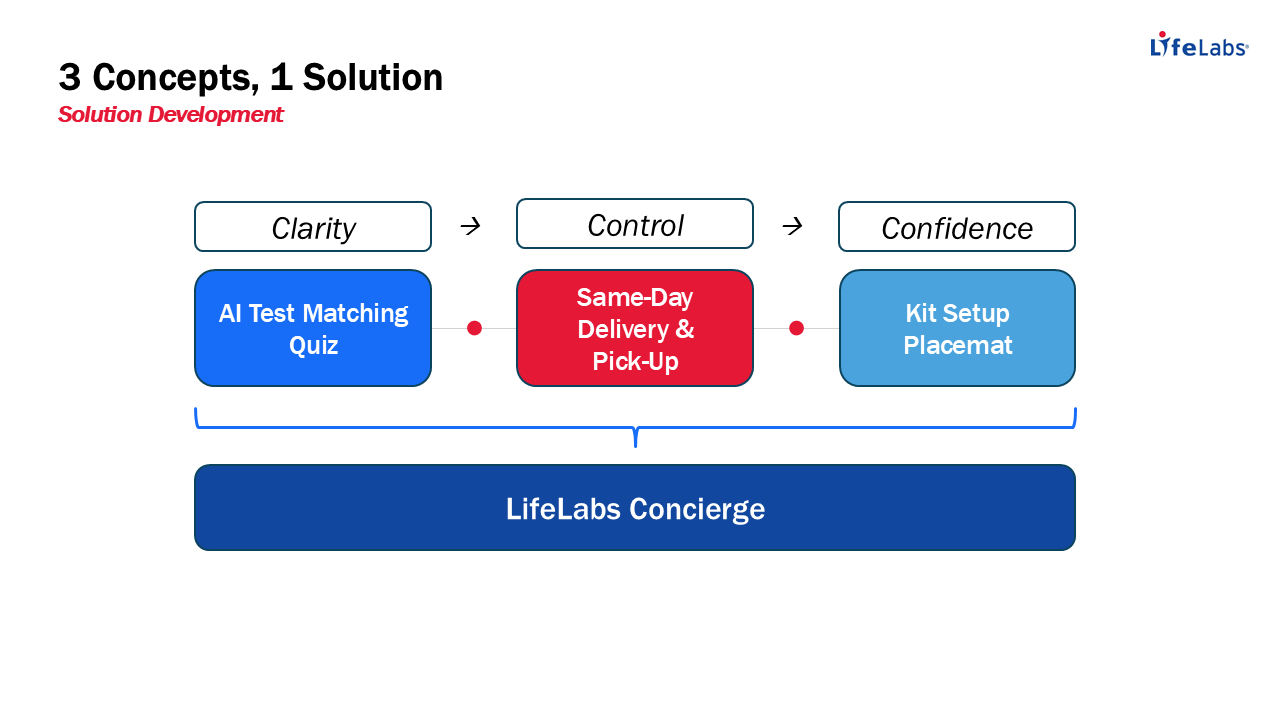 LifeLabs®
3 Concepts, 1 Solution
Solution Development
Clarity → Control → Confidence
AI Test Matching
Quiz
Same-Day
Delivery &
Pick-Up
Kit Setup
Placemat
LifeLabs Concierge